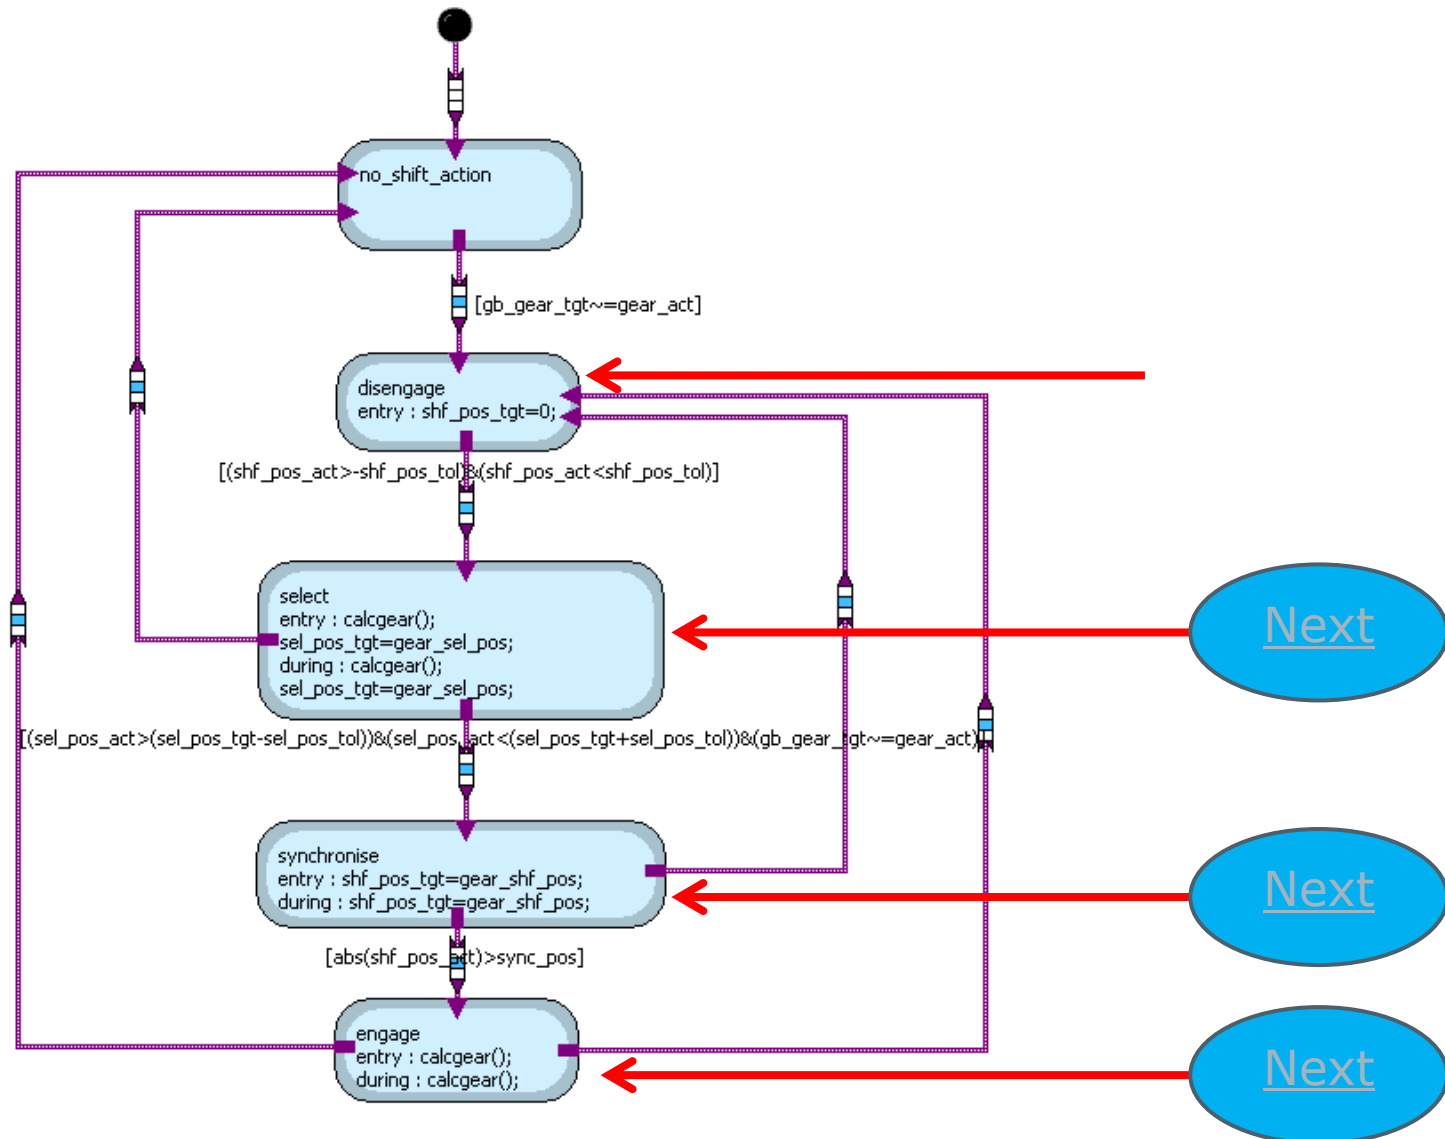 no_shift_action
[gb_gear_tgt~=gear_act]
disengage
entry : shf_pos_tgt=0;
[(shf_pos_act>-shf_pos_tol)&(shf_pos_act<shf_pos_tol)]
select
entry : calcgear();
sel_pos_tgt=gear_sel_pos;
during : calcgear();
sel_pos_tgt=gear_sel_pos;
Next
[(sel_pos_act>(sel_pos_tgt-sel_pos_tol))&(sel_pos_act<(sel_pos_tgt+sel_pos_tol))&(gb_gear_tgt~=gear_act)]
synchronise
entry : shf_pos_tgt=gear_shf_pos;
during : shf_pos_tgt=gear_shf_pos;
Next
[abs(shf_pos_act)>sync_pos]
engage
entry : calcgear();
during : calcgear();
Next